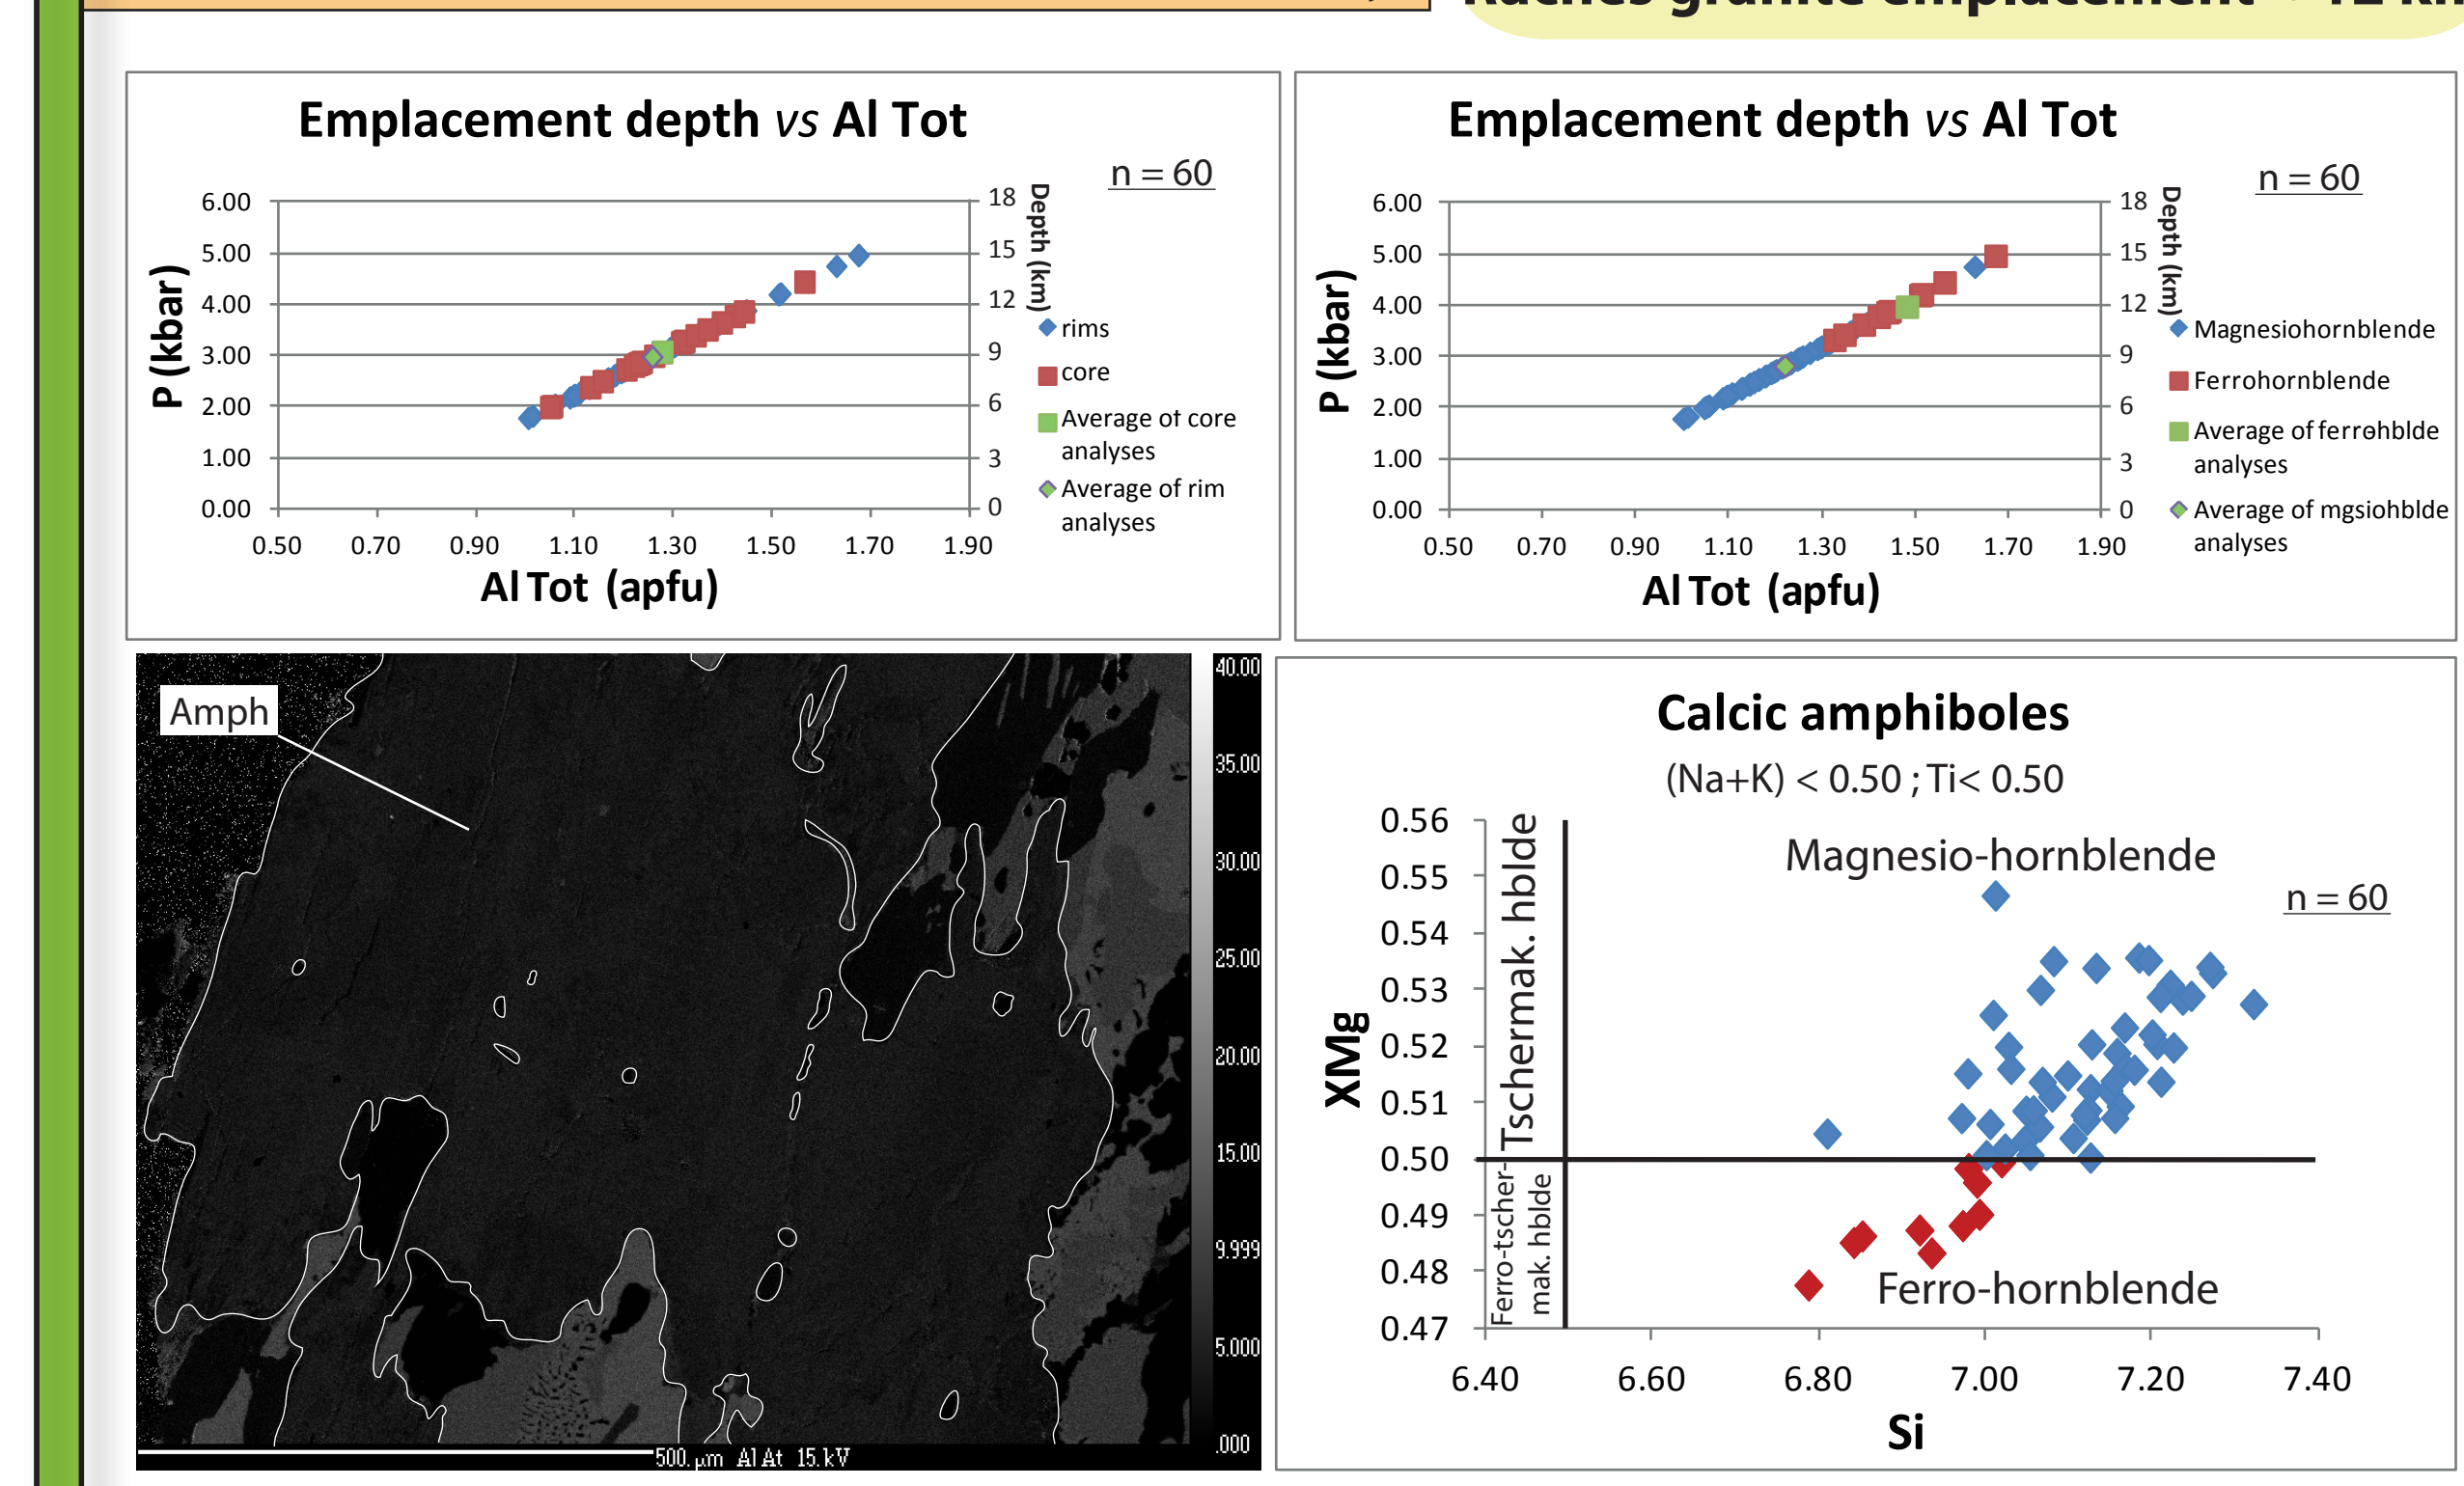 Emplacement depth vs Al Tot
n = 60
P (kbar)
6.00
5.00
4.00
3.00
2.00
1.00
0.00
0.50 0.70 0.90 1.10 1.30 1.50 1.70 1.90
Al Tot (apfu)
18
15
12
9
6
3
0
Depth (km)
rims
core
Average of core
analyses
Average of rim
analyses
Emplacement depth vs Al Tot
n = 60
P (kbar)
6.00
5.00
4.00
3.00
2.00
1.00
0.00
0.50 0.70 0.90 1.10 1.30 1.50 1.70 1.90
Al Tot (apfu)
18
15
12
9
6
3
0
Depth (km)
Magnesiohornblende
Ferrohornblende
Average of ferrohblde
analyses
Average of mgsiohblde
analyses
Amph
40.00
35.00
30.00
25.00
20.00
15.00
9.999
5.000
.000
500. µm Al At 15. kV
Calcic amphiboles
(Na+K) < 0.50 ; Ti< 0.50
n = 60
XMg
0.56
0.55
0.54
0.53
0.52
0.51
0.50
0.49
0.48
0.47
Tschermak. hblde
Ferro-tscher-
mak. hblde
Magnesio-hornblende
Ferro-hornblende
6.40 6.60 6.80 7.00 7.20 7.40
Si